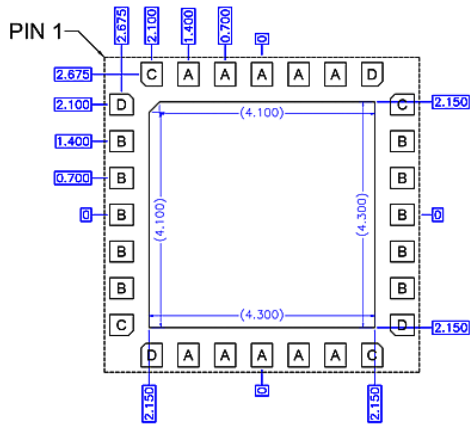 PIN 1
2.675
2.100
1.400
0.700
0
2.675
C A A A A A D
2.100
D
C
2.150
(4.100)
1.400
B
B
0.700
B
B
0
B
(4.100)
(4.300)
B
0
B
B
B
B
(4.300)
C
D
2.150
D A A A A A C
2.150
0
2.150